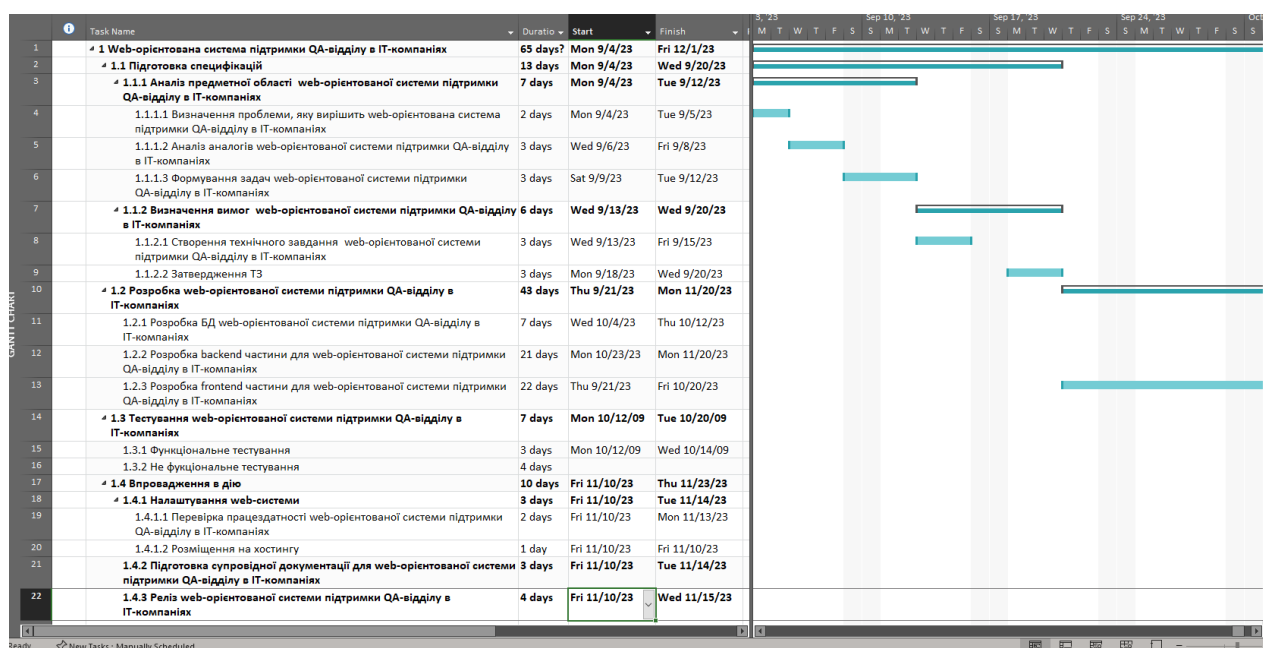 3, '23 Sep 10, '23 Sep 17, '23 Sep 24, '23 Oct
Task Name Duratio Start Finish M T W T F S S M T W T F S S M T W T F S S M T W T F S S
1 1 Web-орієнтована система підтримки QA-відділу в ІТ-компаніях 65 days? Mon 9/4/23 Fri 12/1/23
2 1.1 Підготовка специфікацій 13 days Mon 9/4/23 Wed 9/20/23
3 1.1.1 Аналіз предметної області web-орієнтованої системи підтримки 7 days Mon 9/4/23 Tue 9/12/23
QA-відділу в ІТ-компаніях
4 1.1.1.1 Визначення проблеми, яку вирішить web-орієнтована система 2 days Mon 9/4/23 Tue 9/5/23
підтримки QA-відділу в ІТ-компаніях
5 1.1.1.2 Аналіз аналогів web-орієнтованої системи підтримки QA-відділу 3 days Wed 9/6/23 Fri 9/8/23
в ІТ-компаніях
6 1.1.1.3 Формування задач web-орієнтованої системи підтримки 3 days Sat 9/9/23 Tue 9/12/23
QA-відділу в ІТ-компаніях
7 1.1.2 Визначення вимог web-орієнтованої системи підтримки QA-відділу 6 days Wed 9/13/23 Wed 9/20/23
в ІТ-компаніях
8 1.1.2.1 Створення технічного завдання web-орієнтованої системи 3 days Wed 9/13/23 Fri 9/15/23
підтримки QA-відділу в ІТ-компаніях
9 1.1.2.2 Затвердження ТЗ 3 days Mon 9/18/23 Wed 9/20/23
10 1.2 Розробка web-орієнтованої системи підтримки QA-відділу в 43 days Thu 9/21/23 Mon 11/20/23
ІТ-компаніях
11 1.2.1 Розробка БД web-орієнтованої системи підтримки QA-відділу в 7 days Wed 10/4/23 Thu 10/12/23
ІТ-компаніях
12 1.2.2 Розробка backend частини для web-орієнтованої системи підтримки 21 days Mon 10/23/23 Mon 11/20/23
QA-відділу в ІТ-компаніях
13 1.2.3 Розробка frontend частини для web-орієнтованої системи підтримки 22 days Thu 9/21/23 Fri 10/20/23
QA-відділу в ІТ-компаніях
14 1.3 Тестування web-орієнтованої системи підтримки QA-відділу в 7 days Mon 10/12/09 Tue 10/20/09
ІТ-компаніях
15 1.3.1 Функціональне тестування 3 days Mon 10/12/09 Wed 10/14/09
16 1.3.2 Не фукціональне тестування 4 days
17 1.4 Впровадження в дію 10 days Fri 11/10/23 Thu 11/23/23
18 1.4.1 Налаштування web-системи 3 days Fri 11/10/23 Tue 11/14/23
19 1.4.1.1 Перевірка працездатності web-орієнтованої системи підтримки 2 days Fri 11/10/23 Mon 11/13/23
QA-відділу в ІТ-компаніях
20 1.4.1.2 Розміщення на хостингу 1 day Fri 11/10/23 Fri 11/10/23
21 1.4.2 Підготовка супровідної документації для web-орієнтованої системи 3 days Fri 11/10/23 Tue 11/14/23
підтримки QA-відділу в ІТ-компаніях
22 1.4.3 Реліз web-орієнтованої системи підтримки QA-відділу в 4 days Fri 11/10/23 Wed 11/15/23
ІТ-компаніях
GANTT CHART
Ready New Tasks : Manually Scheduled